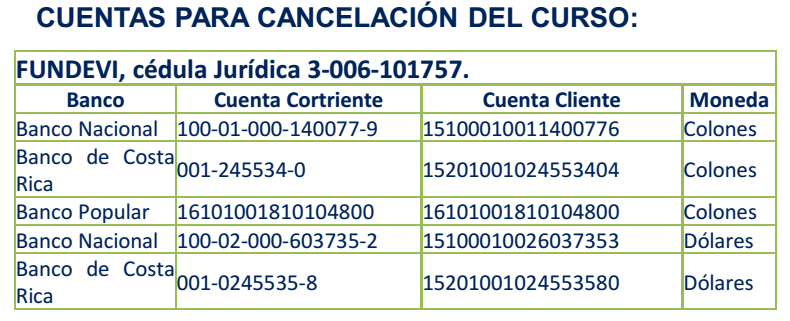 CUENTAS PARA CANCELACIÓN DEL CURSO:
FUNDEVI, cédula Jurídica 3-006-101757.
Banco Cuenta Cortriente Cuenta Cliente Moneda
Banco Nacional 100-01-000-140077-9 15100010011400776 Colones
Banco de Costa
Rica 001-245534-0 15201001024553404 Colones
Banco Popular 16101001810104800 16101001810104800 Colones
Banco Nacional 100-02-000-603735-2 15100010026037353 Dólares
Banco de Costa
Rica 001-0245535-8 15201001024553580 Dólares